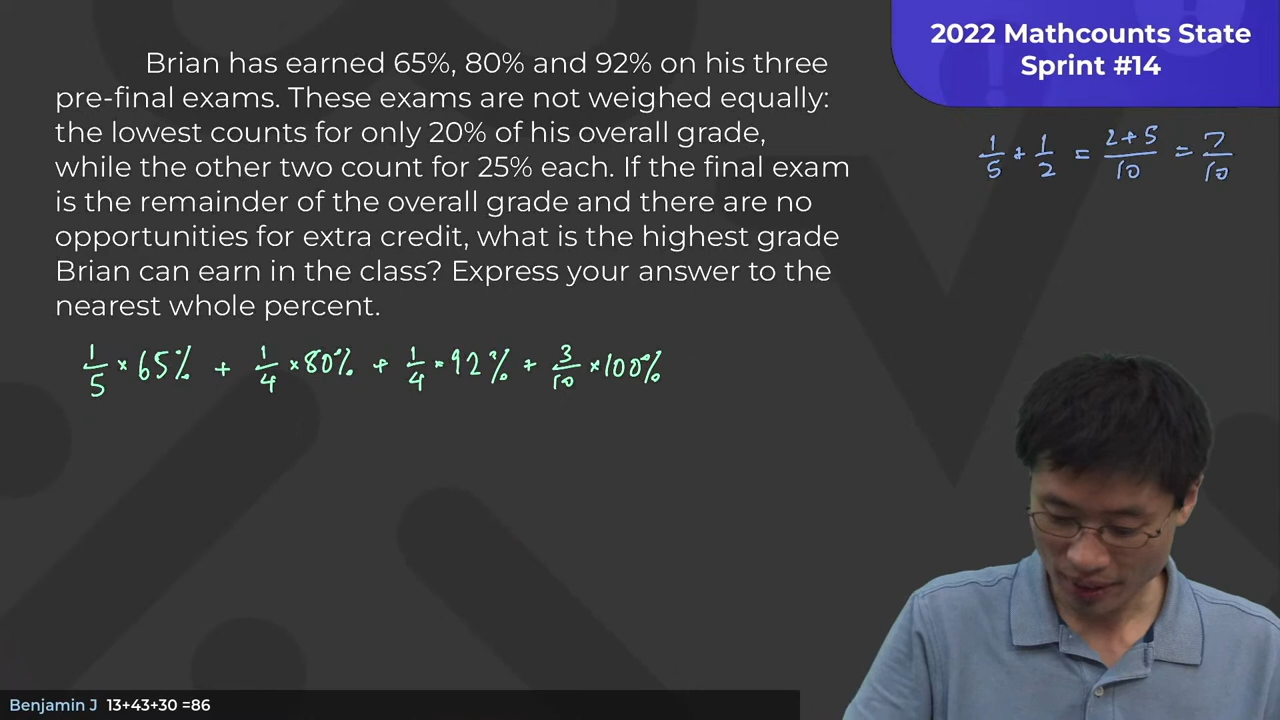 Brian has earned 65%, 80% and 92% on his three
pre-final exams. These exams are not weighed equally:
the lowest counts for only 20% of his overall grade,
while the other two count for 25% each. If the final exam
is the remainder of the overall grade and there are no
opportunities for extra credit, what is the highest grade
Brian can earn in the class? Express your answer to the
nearest whole percent.
2022 Mathcounts State
Sprint #14
1/5 + 1/2 = 2+5/10 = 7/10
1/5 × 65% + 1/4 × 80% + 1/4 × 92% + 3/10 × 100%
Benjamin J 13+43+30 =86